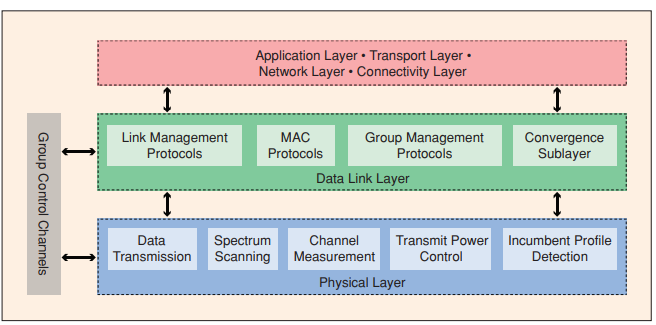 Application Layer • Transport Layer •
Network Layer • Connectivity Layer
Group Control Channels
Link Management
Protocols
MAC
Protocols
Group Management
Protocols
Convergence
Sublayer
Data Link Layer
Data
Transmission
Spectrum
Scanning
Channel
Measurement
Transmit Power
Control
Incumbent Profile
Detection
Physical Layer